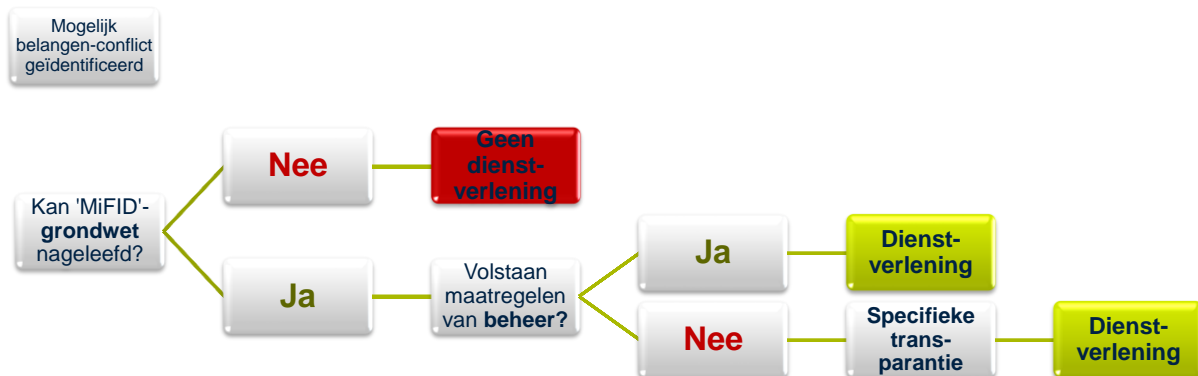 Mogelijk
belangen-conflict
geïdentificeerd
Kan 'MiFID'-
grondwet
nageleefd?
Nee
Geen
dienst-
verlening
Ja
Volstaan
maatregelen
van beheer?
Ja
Dienst-
verlening
Nee
Specifieke
trans-
parantie
Dienst-
verlening